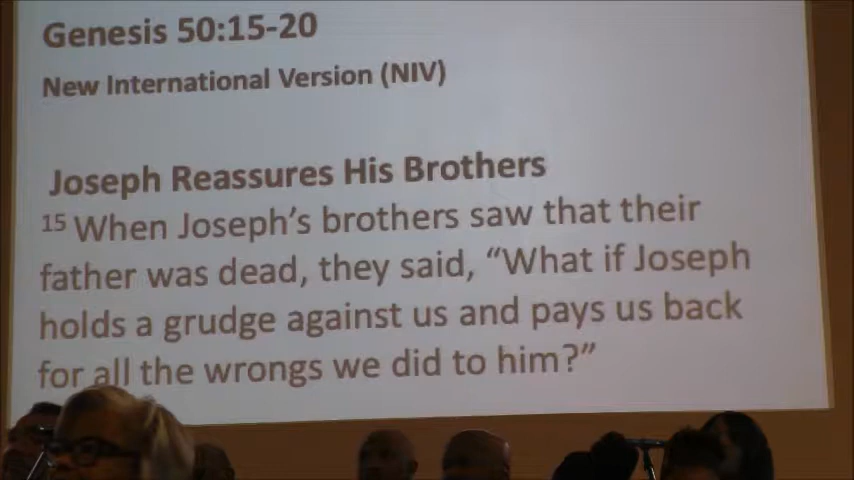 Genesis 50:15-20
New International Version (NIV)
Joseph Reassures His Brothers
15 When Joseph's brothers saw that their
father was dead, they said, “What if Joseph
holds a grudge against us and pays us back
for all the wrongs we did to him?”